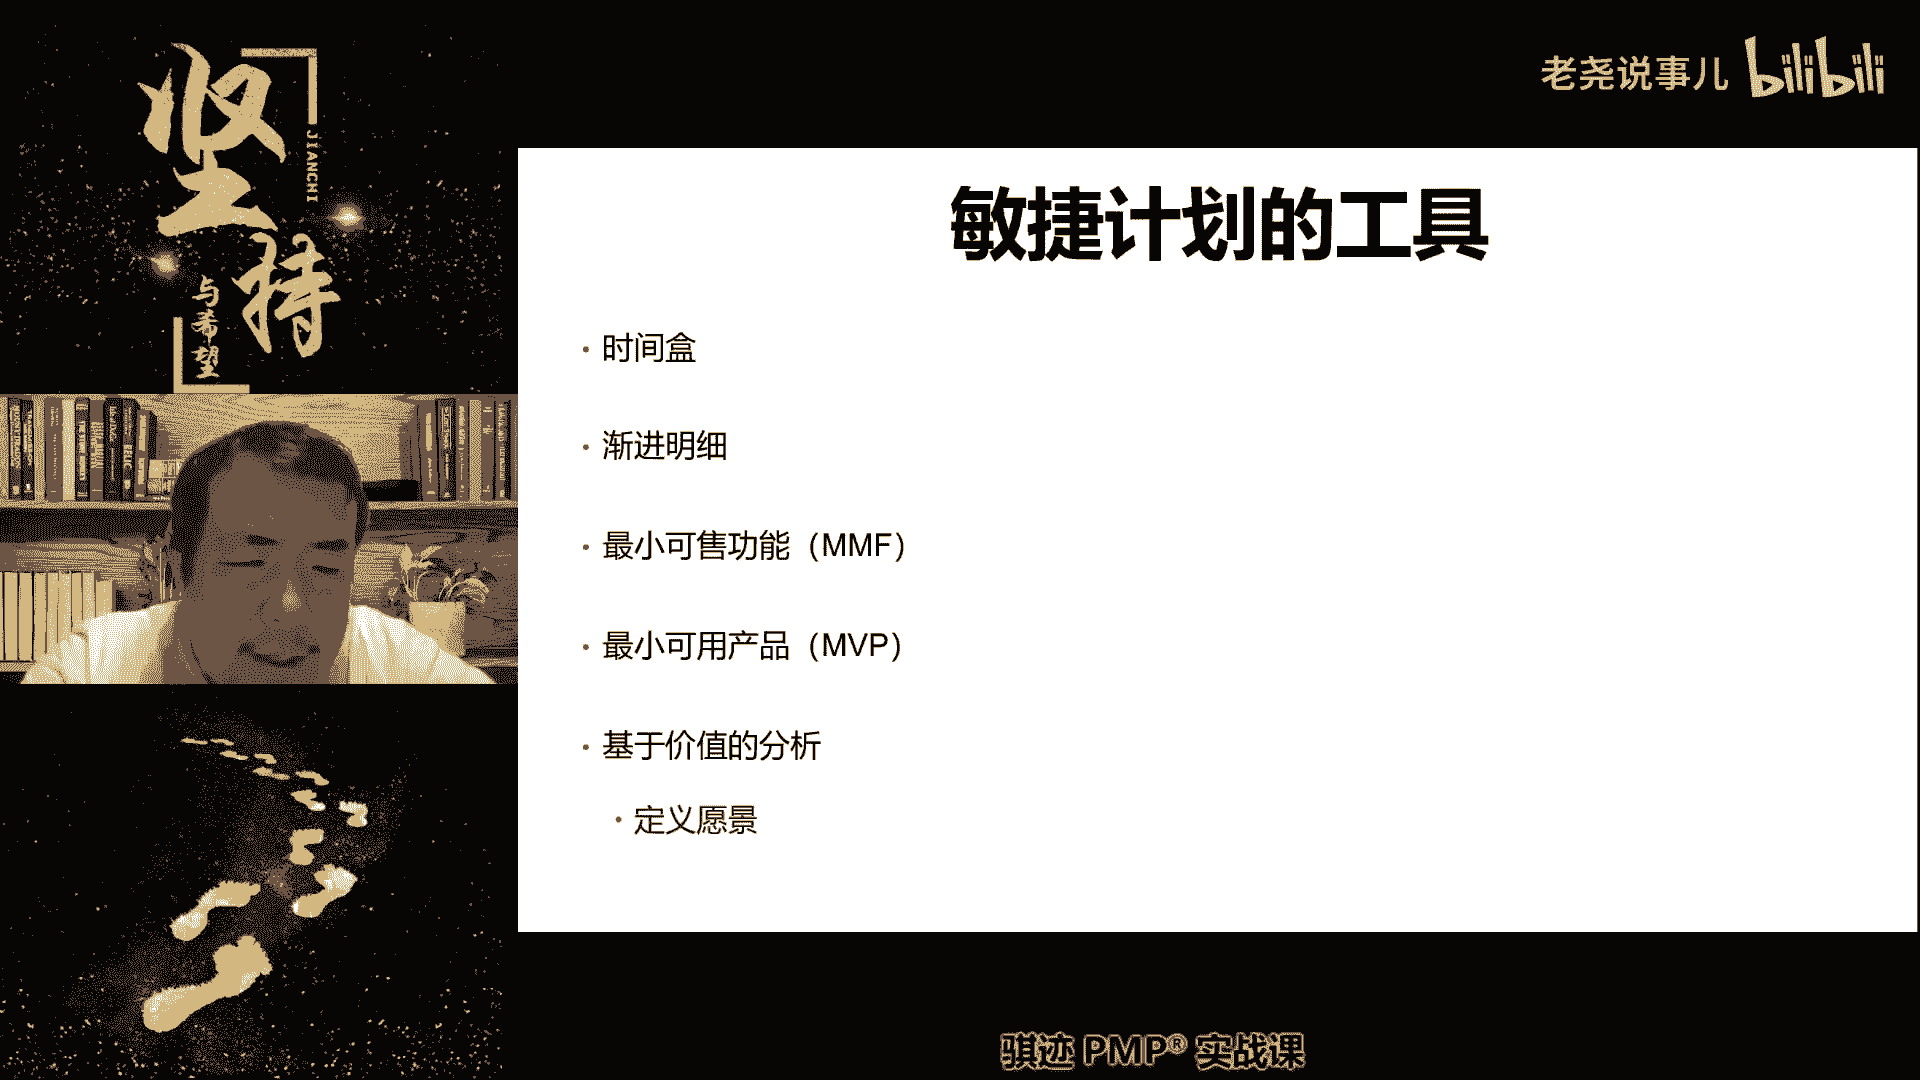 坚持
JIANCHI
与希望
老尧说事儿 bilibili
敏捷计划的工具
· 时间盒
· 渐进明细
· 最小可售功能（MMF）
· 最小可用产品（MVP）
· 基于价值的分析
· 定义愿景
骐迹 PMP® 实战课